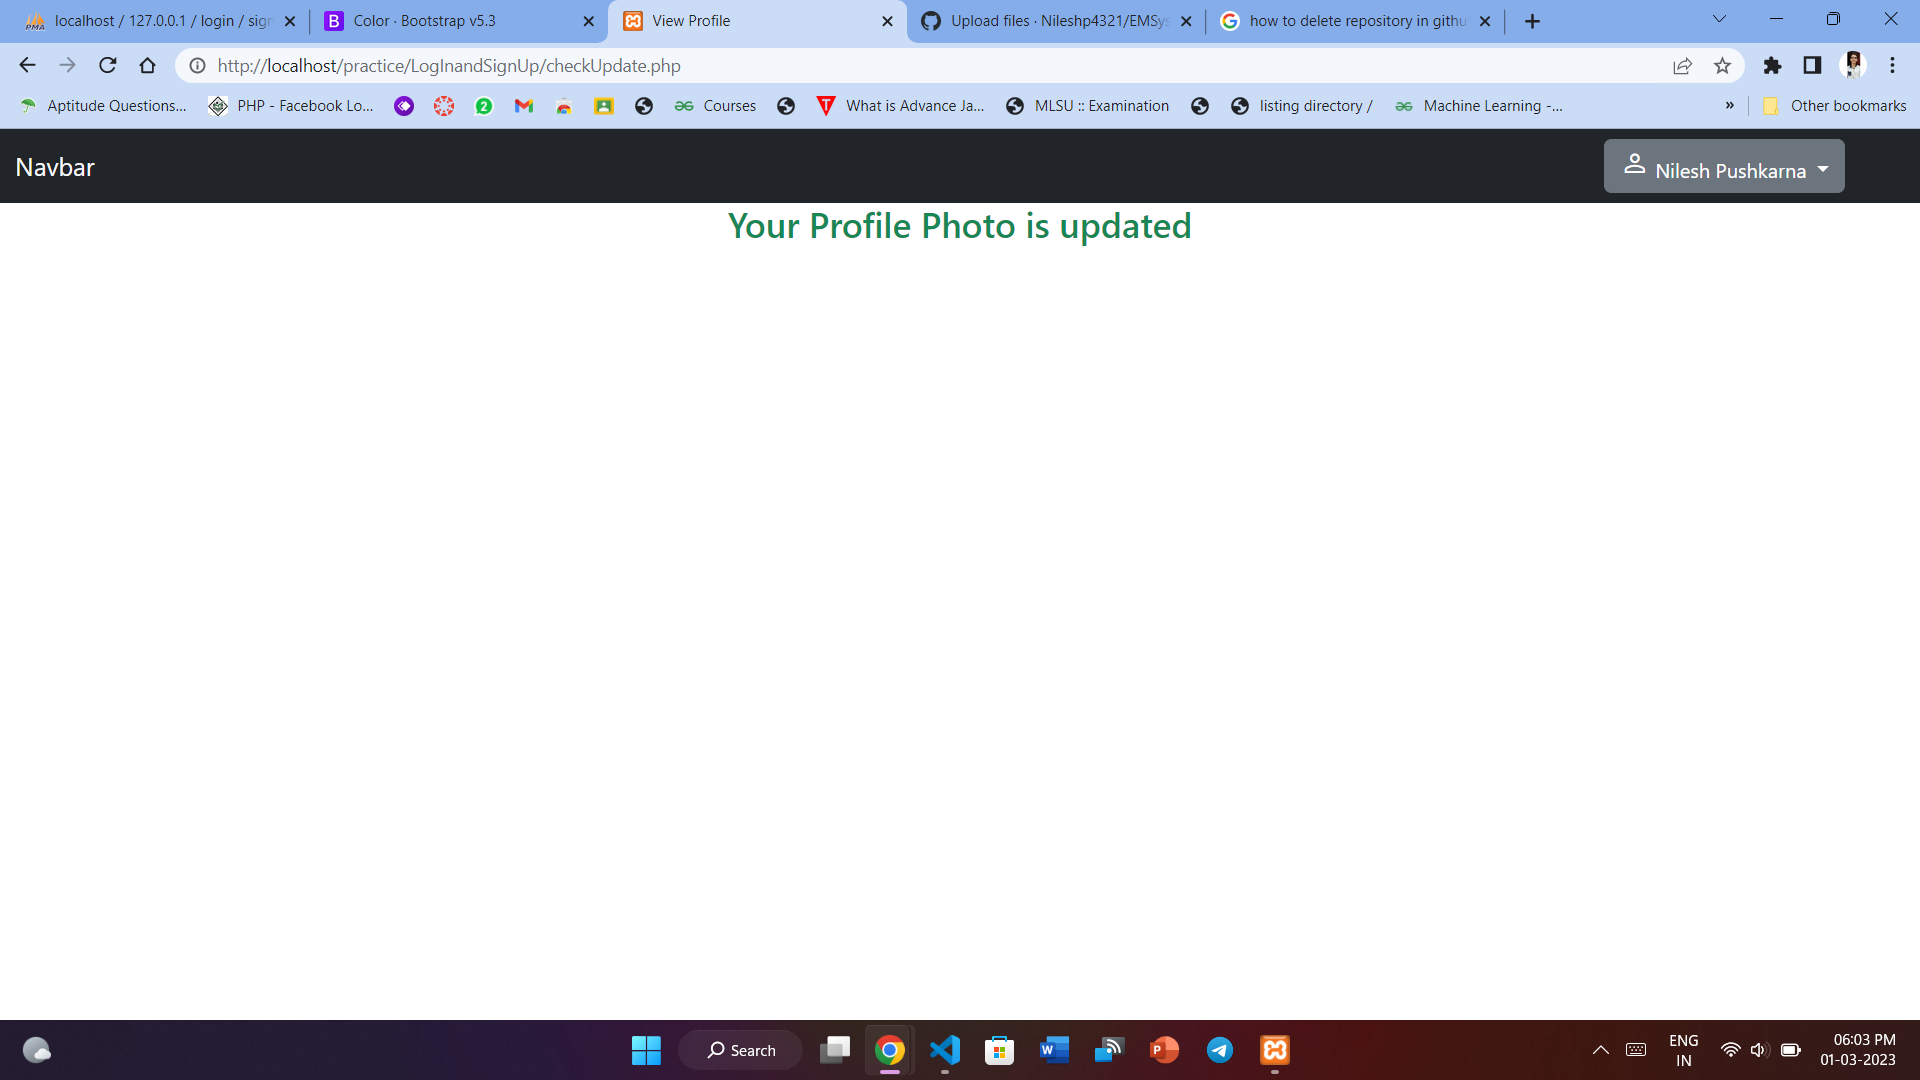 localhost / 127.0.0.1 / login / sign
Color · Bootstrap v5.3
View Profile
Upload files · Nileshp4321/EMSys
how to delete repository in githu
http://localhost/practice/LogInandSignUp/checkUpdate.php
Aptitude Questions...
PHP - Facebook Lo...
Courses
What is Advance Ja...
MLSU :: Examination
listing directory /
Machine Learning -...
»
Other bookmarks
Navbar
Nilesh Pushkarna
Your Profile Photo is updated
Search
ENG
IN
06:03 PM
01-03-2023